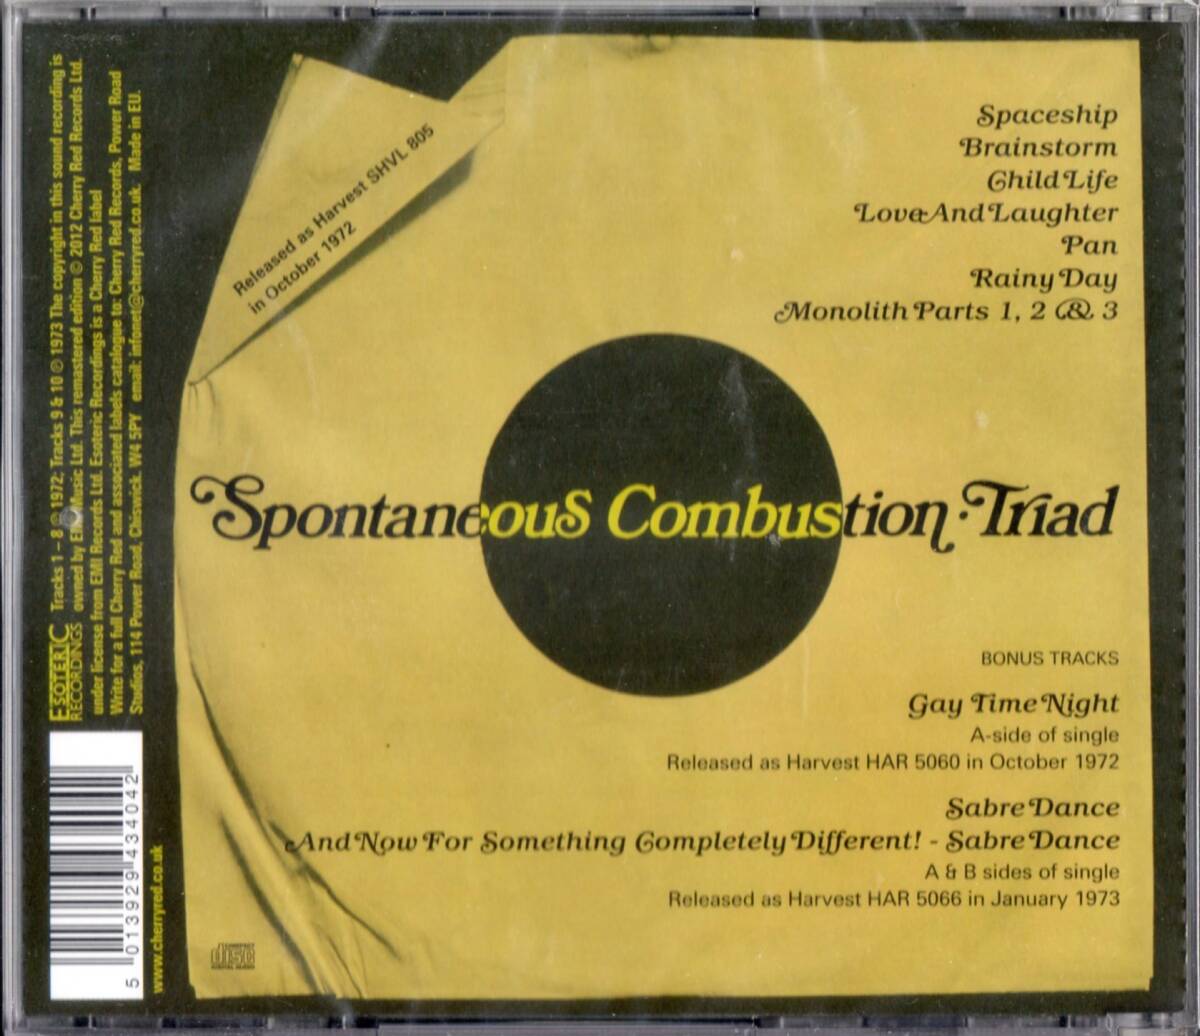 Released as Harvest SHVL 805
in October 1972
Spaceship
Brainstorm
Child Life
Love And Laughter
Pan
Rainy Day
Monolith Parts 1, 2 & 3
Spontaneous Combustion · Triad
BONUS TRACKS
Gay Time Night
A-side of single
Released as Harvest HAR 5060 in October 1972
Sabre Dance
And Now For Something Completely Different! - Sabre Dance
A & B sides of single
Released as Harvest HAR 5066 in January 1973
COMPACT
disc
DIGITAL AUDIO
ESOTERIC
RECORDINGS
Tracks 1 – 8 ℗ 1972; Tracks 9 & 10 ℗ 1973 The copyright in this sound recording is
owned by EMI Music Ltd. This remastered edition © 2012 Cherry Red Records Ltd.
under license from EMI Records Ltd. Esoteric Recordings is a Cherry Red label
Write for a full Cherry Red and associated labels catalogue to: Cherry Red Records, Power Road
Studios, 114 Power Road, Chiswick. W4 5PY email: infonet@cherryred.co.uk. Made in EU.
5 013929 434042
www.cherryred.co.uk